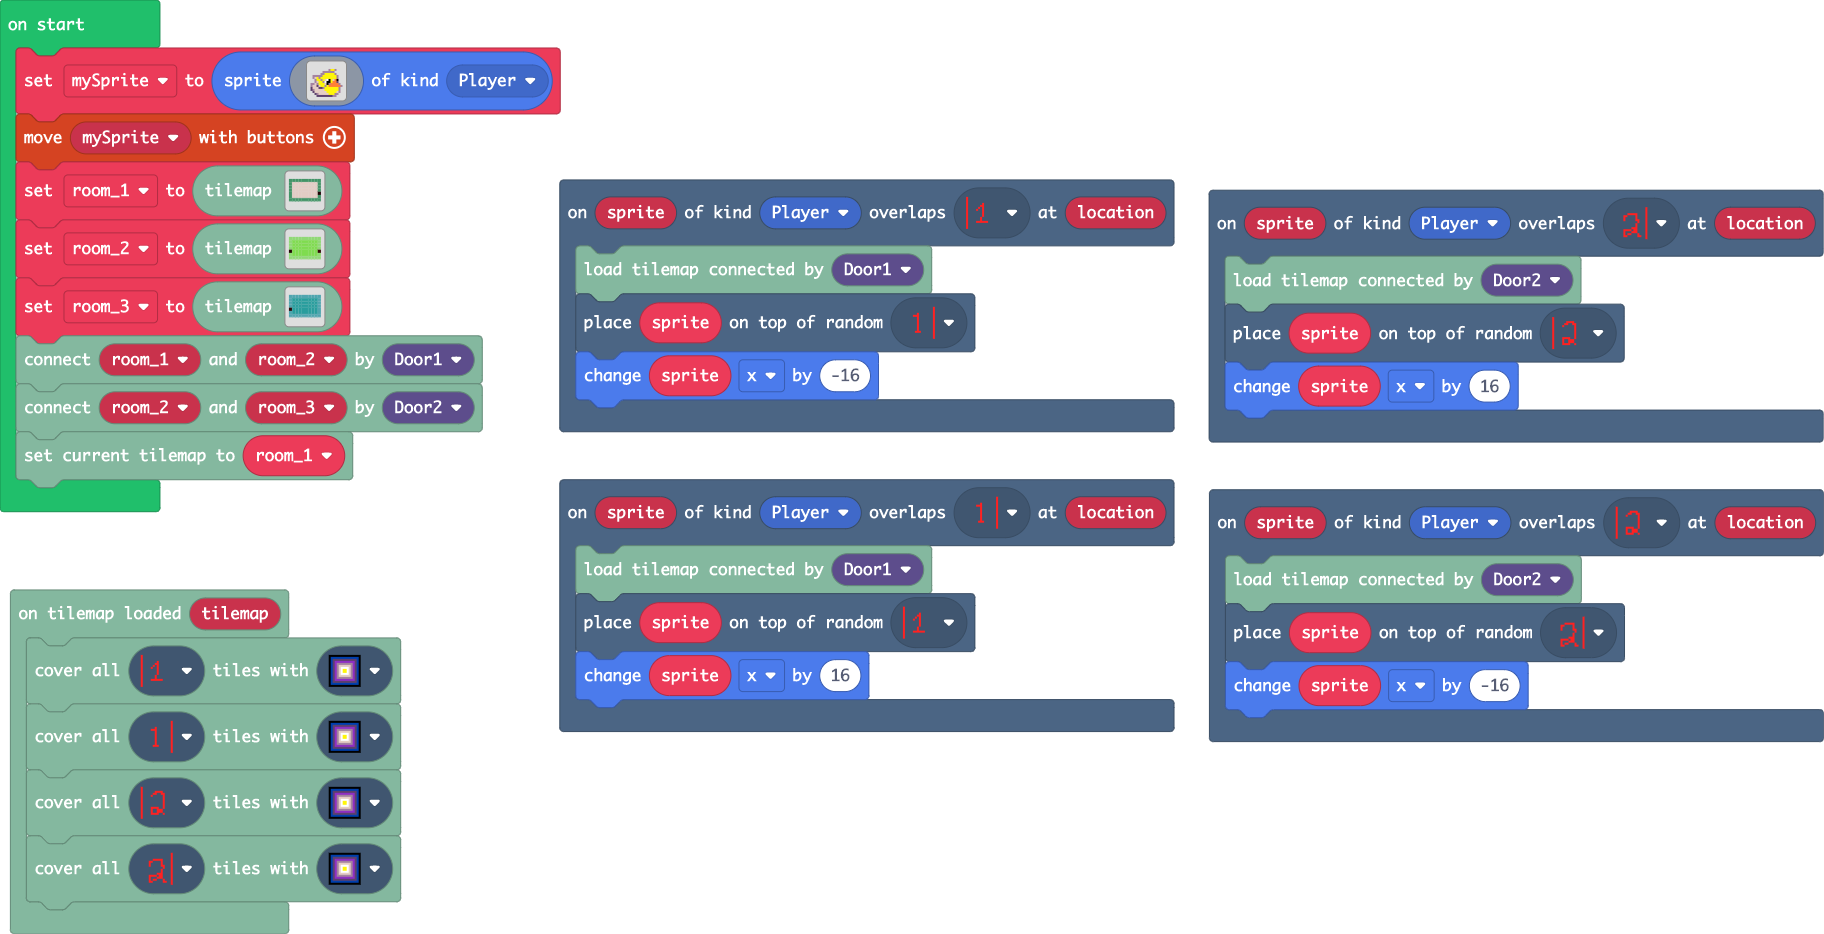 on start
set mySprite to sprite of kind Player
move mySprite with buttons
set room_1 to tilemap
set room_2 to tilemap
set room_3 to tilemap
connect room_1 and room_2 by Door1
connect room_2 and room_3 by Door2
set current tilemap to room_1
on tilemap loaded tilemap
cover all |1 tiles with
cover all 1| tiles with
cover all |2 tiles with
cover all 2| tiles with
on sprite of kind Player overlaps |1 at location
load tilemap connected by Door1
place sprite on top of random 1|
change sprite x by -16
on sprite of kind Player overlaps 1| at location
load tilemap connected by Door1
place sprite on top of random |1
change sprite x by 16
on sprite of kind Player overlaps 2| at location
load tilemap connected by Door2
place sprite on top of random |2
change sprite x by 16
on sprite of kind Player overlaps |2 at location
load tilemap connected by Door2
place sprite on top of random 2|
change sprite x by -16